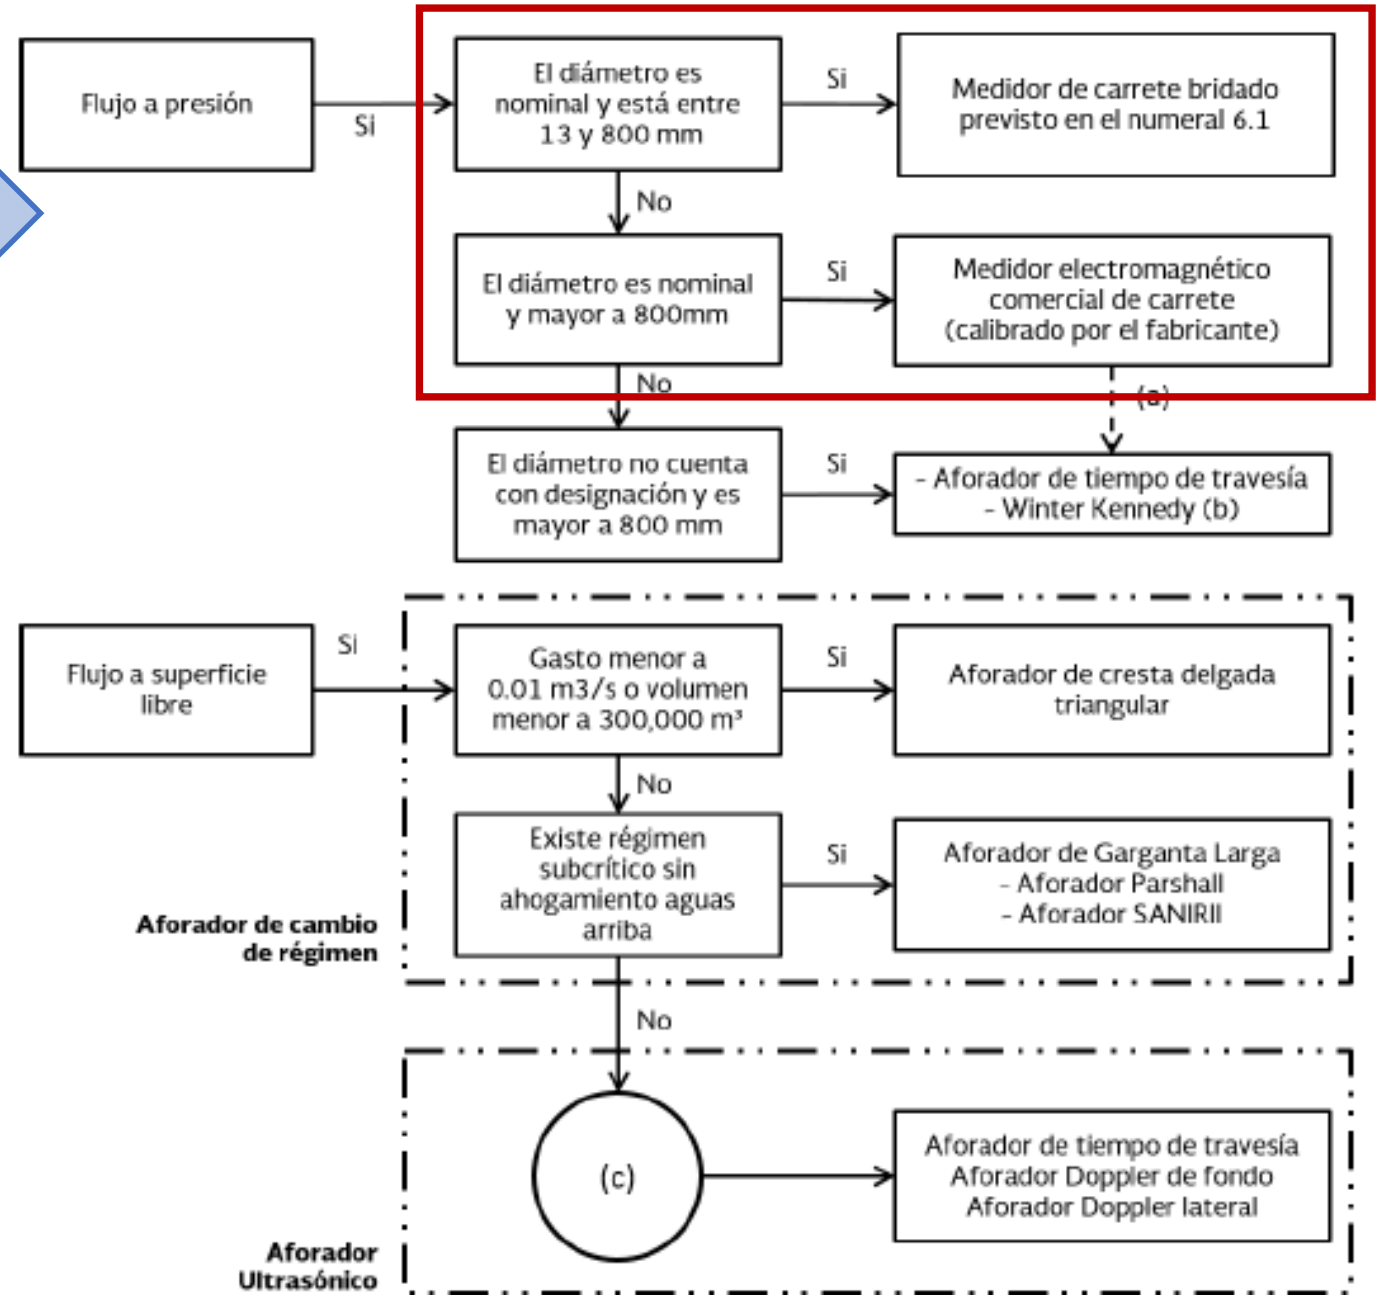 Flujo a presión
Si
El diámetro es
nominal y está entre
13 y 800 mm
Si
Medidor de carrete bridado
previsto en el numeral 6.1
No
El diámetro es nominal
y mayor a 800mm
Si
Medidor electromagnético
comercial de carrete
(calibrado por el fabricante)
No
(a)
El diámetro no cuenta
con designación y es
mayor a 800 mm
Si
- Aforador de tiempo de travesía
- Winter Kennedy (b)
Flujo a superficie
libre
Si
Gasto menor a
0.01 m3/s o volumen
menor a 300,000 m³
Si
Aforador de cresta delgada
triangular
No
Existe régimen
subcrítico sin
ahogamiento aguas
arriba
Si
Aforador de Garganta Larga
- Aforador Parshall
- Aforador SANIRII
Aforador de cambio
de régimen
No
(c)
Aforador de tiempo de travesía
Aforador Doppler de fondo
Aforador Doppler lateral
Aforador
Ultrasónico